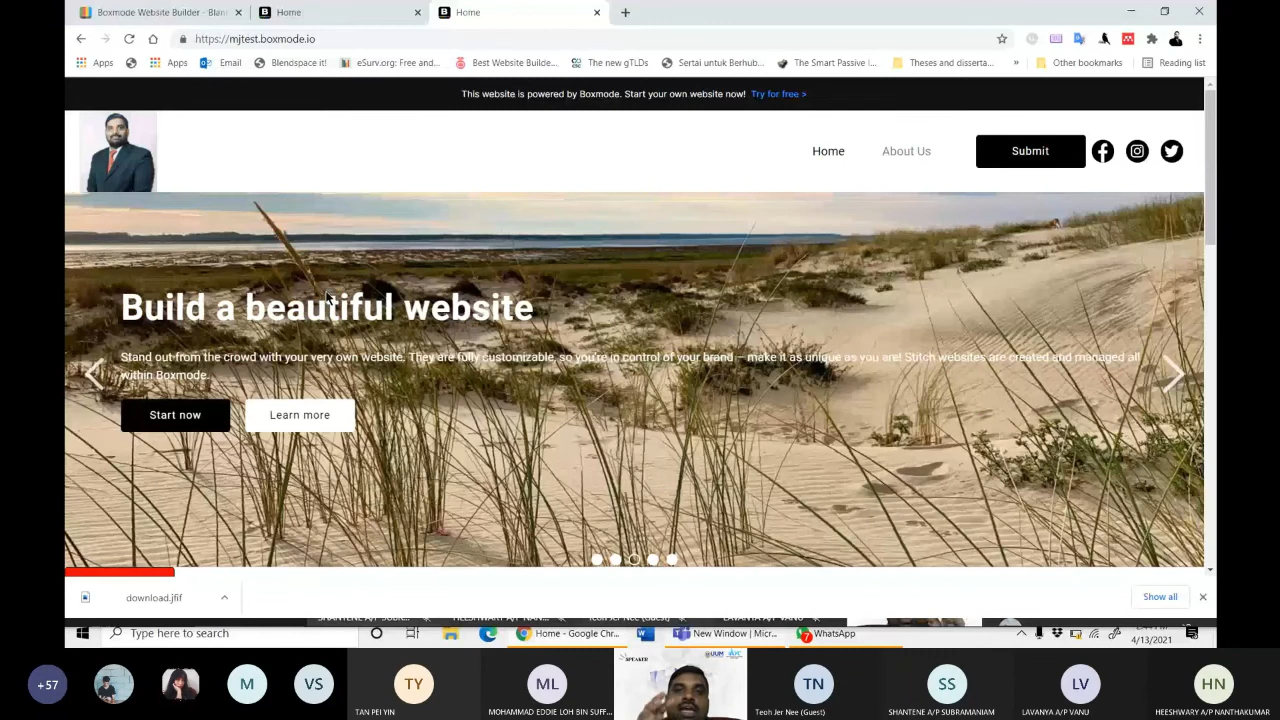 Boxmode Website Builder - Blan
Home
Home
https://mjtest.boxmode.io
Apps
Apps
Email
Blendspace it!
eSurv.org: Free and...
Best Website Builde...
The new gTLDs
Sertai untuk Berhub...
The Smart Passive I...
Theses and disserta...
»
Other bookmarks
Reading list
This website is powered by Boxmode. Start your own website now! Try for free >
Home
About Us
Submit
Build a beautiful website
Stand out from the crowd with your very own website. They are fully customizable, so you're in control of your brand – make it as unique as you are! Stitch websites are created and managed all
within Boxmode.
Start now
Learn more
download.jfif
Show all
Type here to search
Home - Google Chr...
New Window | Micr...
7
WhatsApp
4/13/2021
+57
M
VS
TY
TAN PEI YIN
ML
MOHAMMAD EDDIE LOH BIN SUFF...
SPEAKER
UUM
TN
Teoh Jer Nee (Guest)
SS
SHANTENE A/P SUBRAMANIAM
LV
LAVANYA A/P VANU
HN
HEESHWARY A/P NANTHAKUMAR